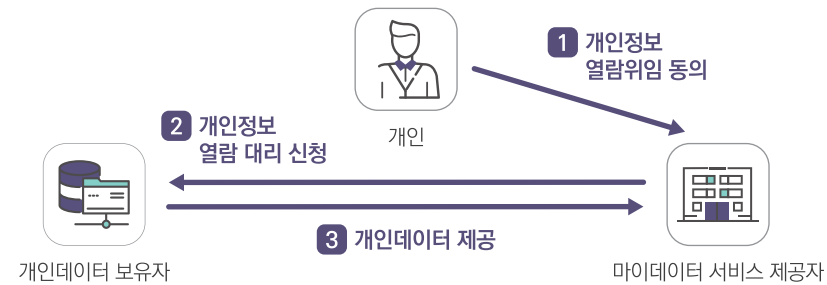 1 개인정보
열람위임 동의
개인
2 개인정보
열람 대리 신청
3 개인데이터 제공
개인데이터 보유자
마이데이터 서비스 제공자